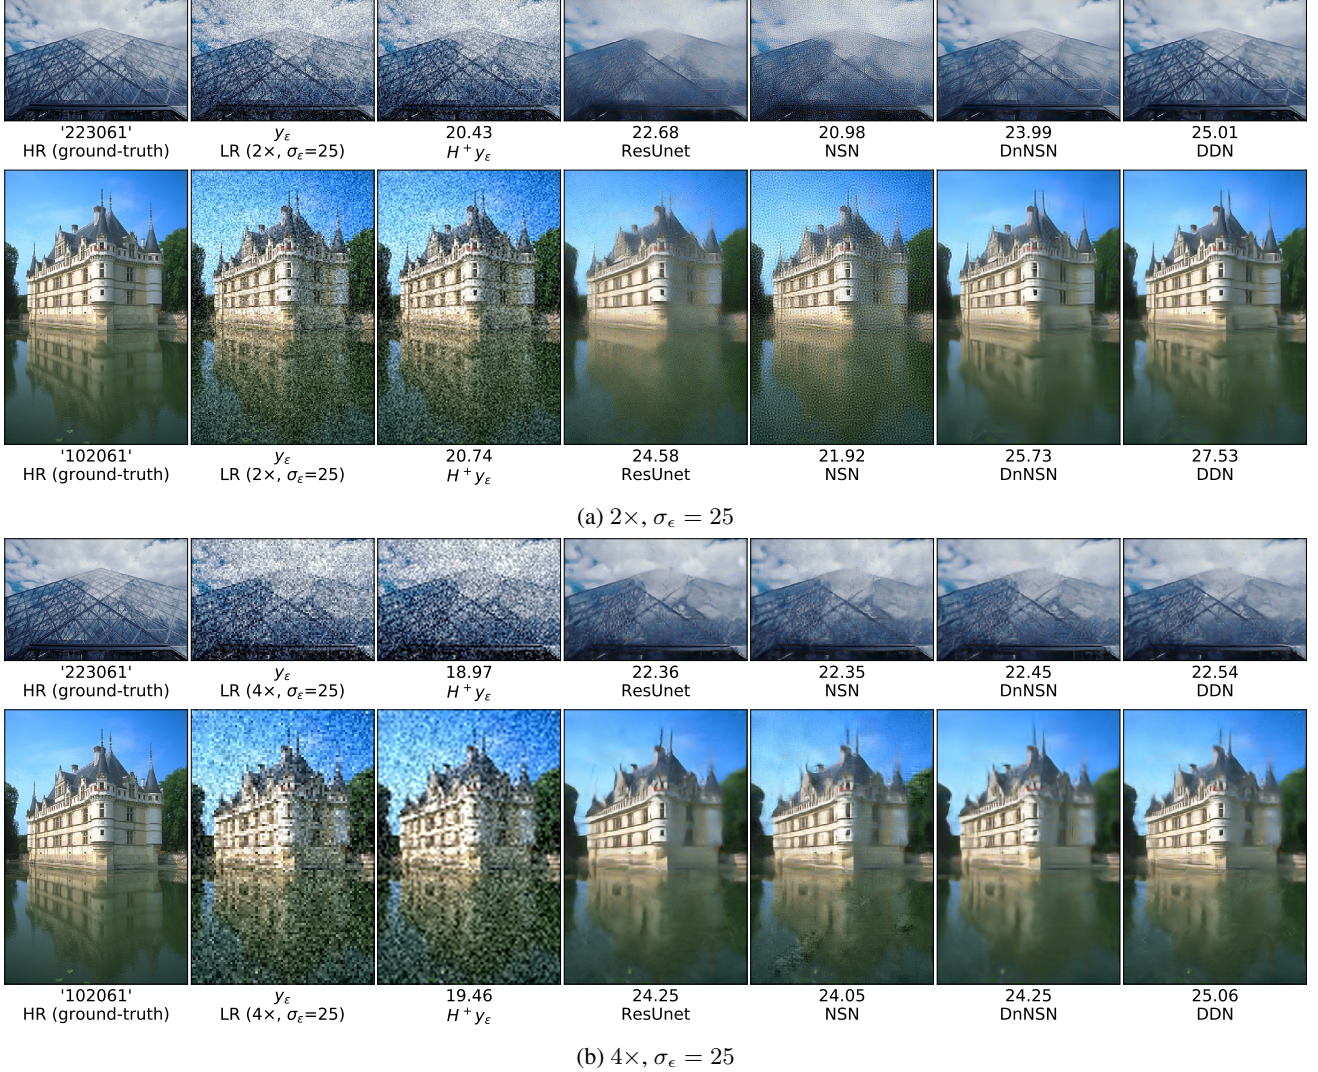 '223061' yε 20.43 22.68 20.98 23.99 25.01
HR (ground-truth) LR (2×, σε=25) H⁺yε ResUnet NSN DnNSN DDN
'102061' yε 20.74 24.58 21.92 25.73 27.53
HR (ground-truth) LR (2×, σε=25) H⁺yε ResUnet NSN DnNSN DDN
(a) 2×, σϵ = 25
'223061' yε 18.97 22.36 22.35 22.45 22.54
HR (ground-truth) LR (4×, σε=25) H⁺yε ResUnet NSN DnNSN DDN
'102061' yε 19.46 24.25 24.05 24.25 25.06
HR (ground-truth) LR (4×, σε=25) H⁺yε ResUnet NSN DnNSN DDN
(b) 4×, σϵ = 25